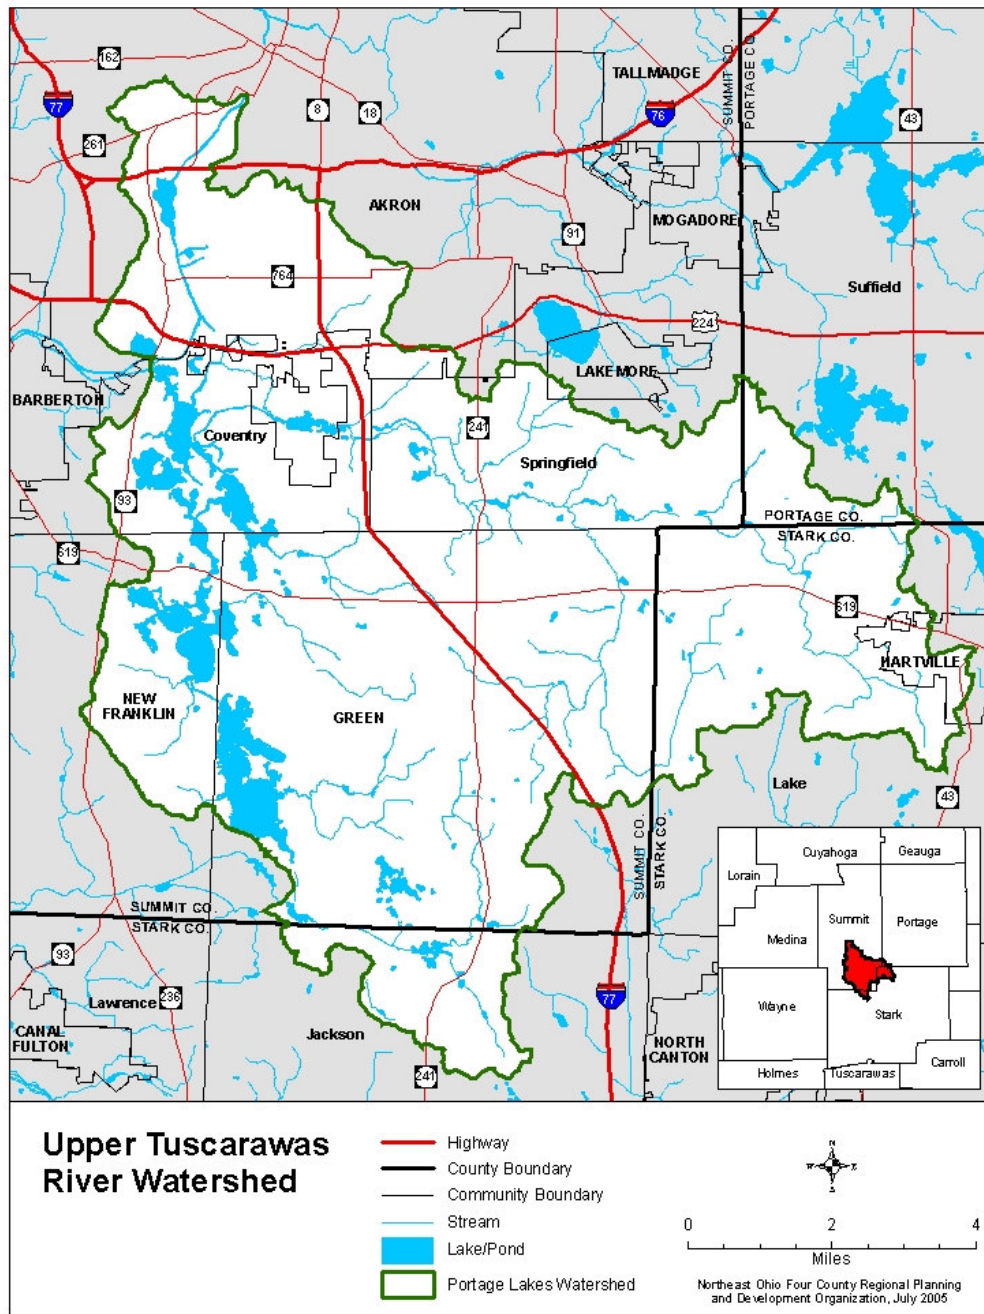 162
77
261
8
18
TALLMADGE
76
SUMMIT CO.
PORTAGE CO.
43
AKRON
91
MOGADORE
764
Suffield
224
LAKEMORE
BARBERTON
Coventry
241
Springfield
93
PORTAGE CO.
STARK CO.
619
619
HARTVILLE
NEW
FRANKLIN
GREEN
Lake
43
SUMMIT CO.
STARK CO.
SUMMIT CO.
STARK CO.
93
Lawrence
236
CANAL
FULTON
Jackson
241
77
NORTH
CANTON
Cuyahoga
Geauga
Lorain
Summit
Portage
Medina
Wayne
Stark
Carroll
Holmes
Tuscarawas
Upper Tuscarawas
River Watershed
Highway
County Boundary
Community Boundary
Stream
Lake/Pond
Portage Lakes Watershed
N
W
E
S
0 2 4
Miles
Northeast Ohio Four County Regional Planning
and Development Organization, July 2005